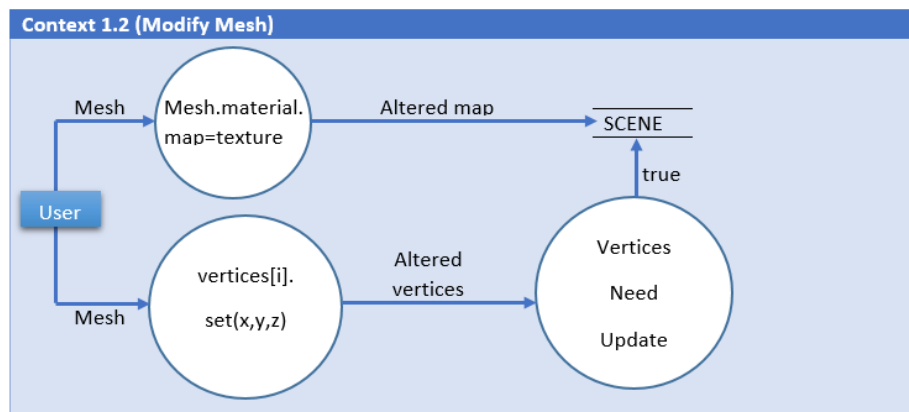 Context 1.2 (Modify Mesh)
Mesh
Mesh.material.
map=texture
Altered map
SCENE
true
User
Mesh
vertices[i].
set(x,y,z)
Altered
vertices
Vertices
Need
Update